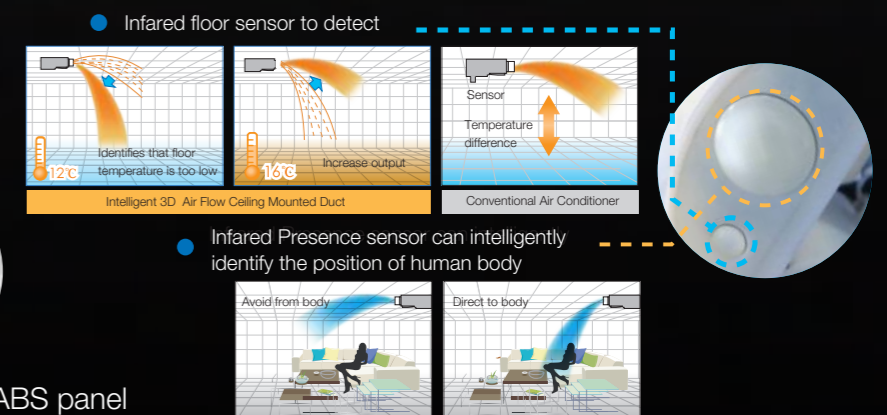 Infared floor sensor to detect
Identifies that floor
temperature is too low
12℃
Increase output
16℃
Sensor
Temperature
difference
Intelligent 3D Air Flow Ceiling Mounted Duct
Conventional Air Conditioner
Infared Presence sensor can intelligently
identify the position of human body
Avoid from body
Direct to body
ABS panel